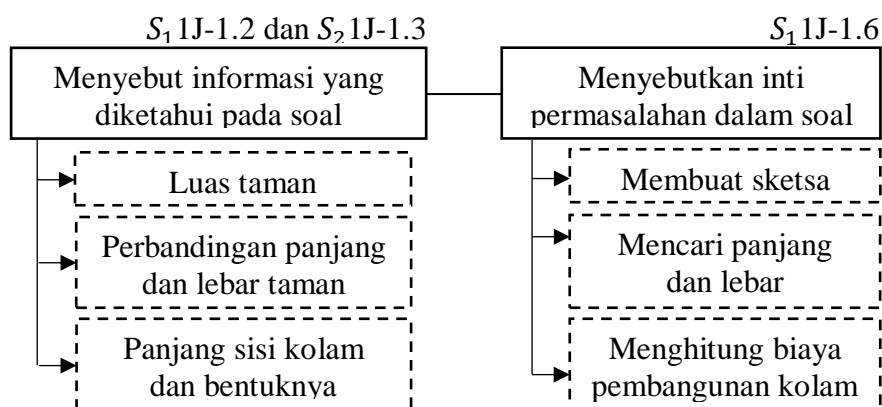 S₁1J-1.2 dan S₂1J-1.3
Menyebut informasi yang
diketahui pada soal
Luas taman
Perbandingan panjang
dan lebar taman
Panjang sisi kolam
dan bentuknya
S₁1J-1.6
Menyebutkan inti
permasalahan dalam soal
Membuat sketsa
Mencari panjang
dan lebar
Menghitung biaya
pembangunan kolam